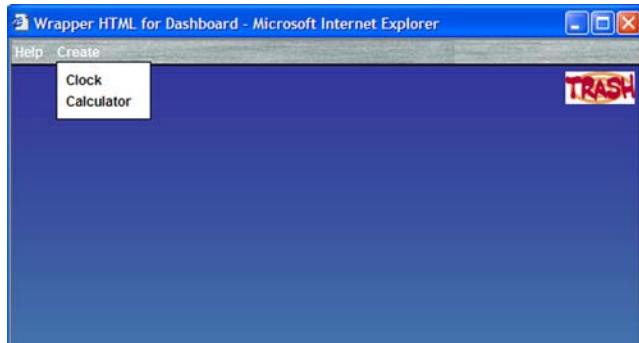 Wrapper HTML for Dashboard - Microsoft Internet Explorer
Help Create
Clock
Calculator
TRASH